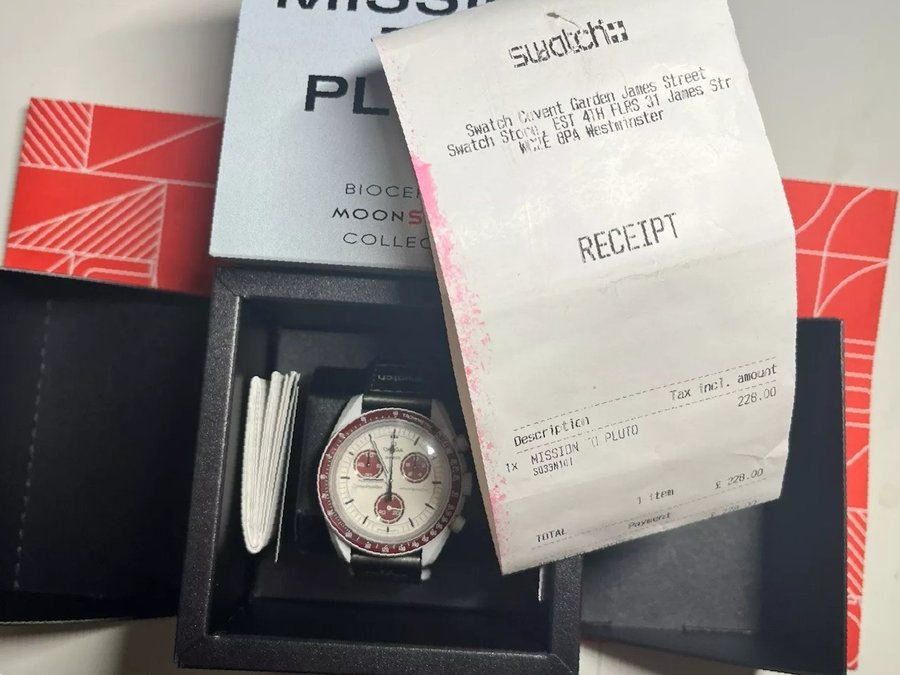 MISSI
PL
BIOCE
MOONS
COLLEC
swatch
Swatch Covent Garden James Street
Swatch Store, EST 4TH FLRS 31 James Str
WC2E 8PA Westminster
RECEIPT
Description Tax incl. amount
1x MISSION TO PLUTO 228.00
SO33M101
1 item £ 228.00
TOTAL Payment
swatch
OMEGA